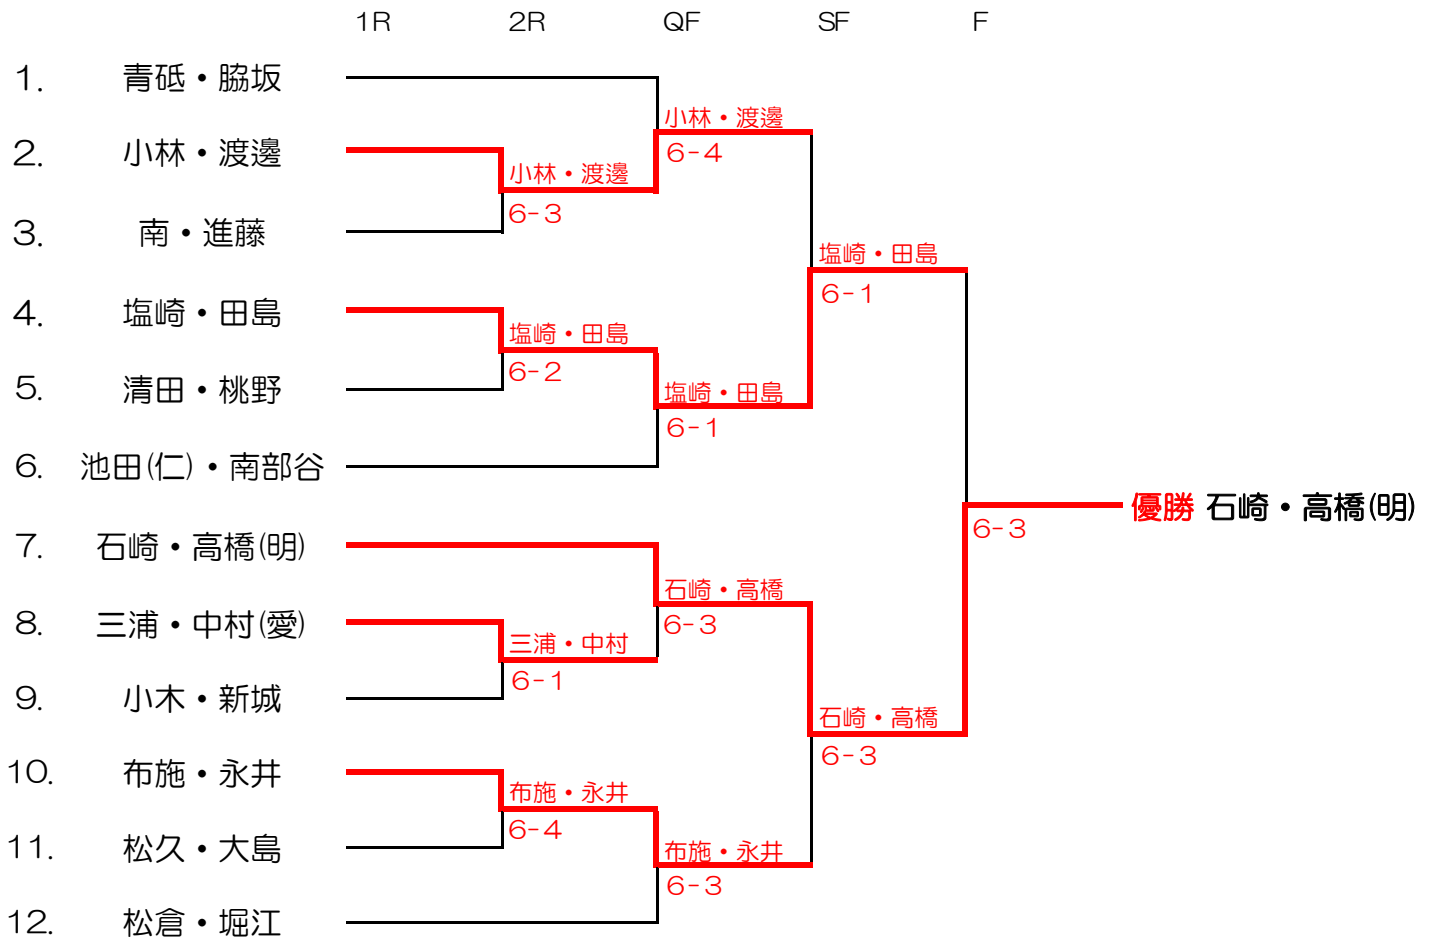 1R 2R QF SF F
1. 青砥・脇坂
小林・渡邊
6-4
2. 小林・渡邊
小林・渡邊
6-3
3. 南・進藤
塩崎・田島
6-1
4. 塩崎・田島
塩崎・田島
6-2
5. 清田・桃野
塩崎・田島
6-1
6. 池田(仁)・南部谷
優勝 石崎・高橋(明)
6-3
7. 石崎・高橋(明)
石崎・高橋
6-3
8. 三浦・中村(愛)
三浦・中村
6-1
9. 小木・新城
石崎・高橋
6-3
10. 布施・永井
布施・永井
6-4
11. 松久・大島
布施・永井
6-3
12. 松倉・堀江